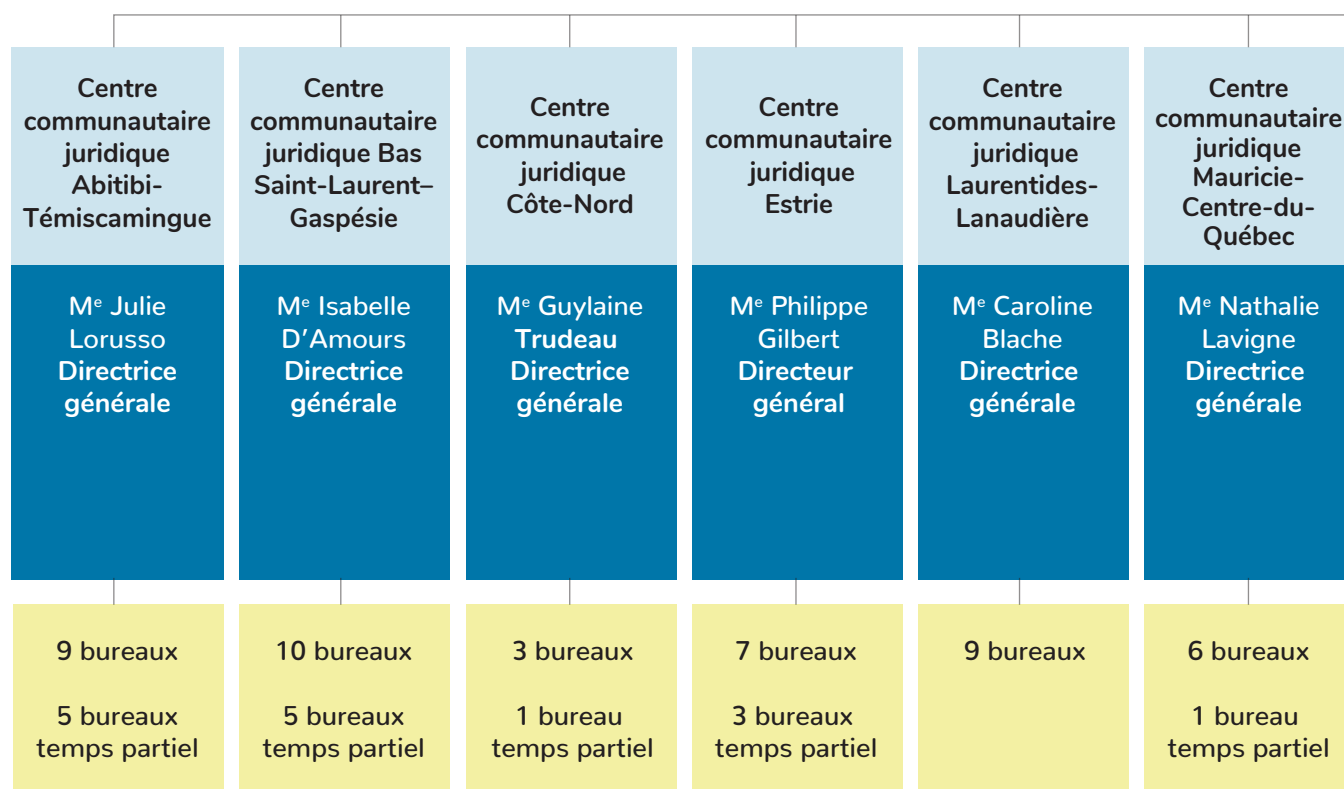 Centre
communautaire
juridique
Abitibi-
Témiscamingue
Mᵉ Julie
Lorusso
Directrice
générale
9 bureaux
5 bureaux
temps partiel
Centre
communautaire
juridique Bas
Saint-Laurent–
Gaspésie
Mᵉ Isabelle
D'Amours
Directrice
générale
10 bureaux
5 bureaux
temps partiel
Centre
communautaire
juridique
Côte-Nord
Mᵉ Guylaine
Trudeau
Directrice
générale
3 bureaux
1 bureau
temps partiel
Centre
communautaire
juridique
Estrie
Mᵉ Philippe
Gilbert
Directeur
général
7 bureaux
3 bureaux
temps partiel
Centre
communautaire
juridique
Laurentides-
Lanaudière
Mᵉ Caroline
Blache
Directrice
générale
9 bureaux
Centre
communautaire
juridique
Mauricie-
Centre-du-
Québec
Mᵉ Nathalie
Lavigne
Directrice
générale
6 bureaux
1 bureau
temps partiel